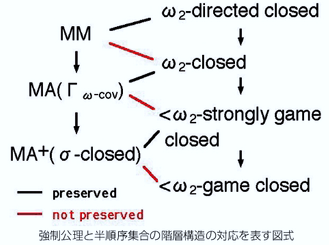 ω₂-directed closed
MM
ω₂-closed
MA(Γω-cov)
<ω₂-strongly game
closed
MA+(σ-closed)
<ω₂-game closed
preserved
not preserved
強制公理と半順序集合の階層構造の対応を表す図式